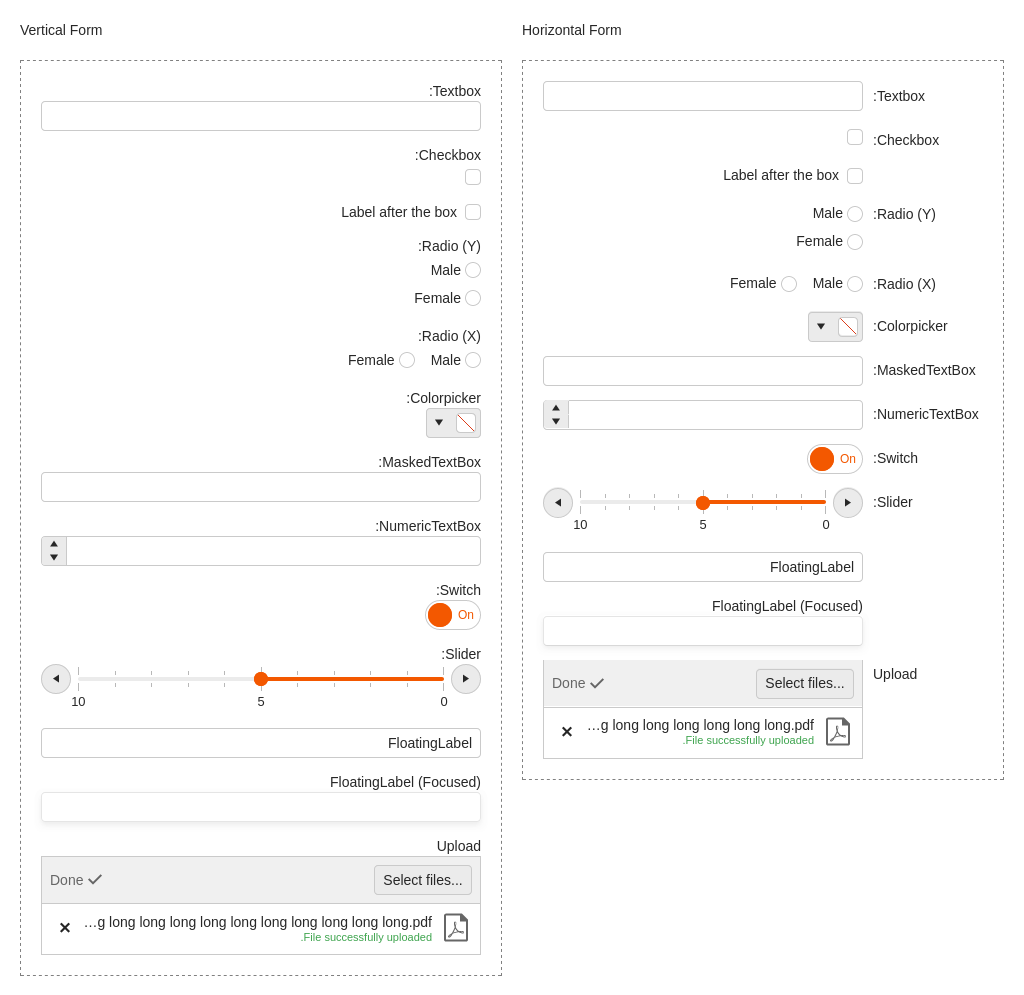 Vertical Form
:Textbox
:Checkbox
Label after the box
:Radio (Y)
Male
Female
:Radio (X)
Female Male
:Colorpicker
:MaskedTextBox
:NumericTextBox
:Switch
On
:Slider
10 5 0
FloatingLabel
FloatingLabel (Focused)
Upload
Done Select files...
...g long long long long long long long long long long.pdf
.File successfully uploaded
Horizontal Form
:Textbox
:Checkbox
Label after the box
Male :Radio (Y)
Female
Female Male :Radio (X)
:Colorpicker
:MaskedTextBox
:NumericTextBox
On :Switch
:Slider
10 5 0
FloatingLabel
FloatingLabel (Focused)
Upload
Done Select files...
...g long long long long long long.pdf
.File successfully uploaded